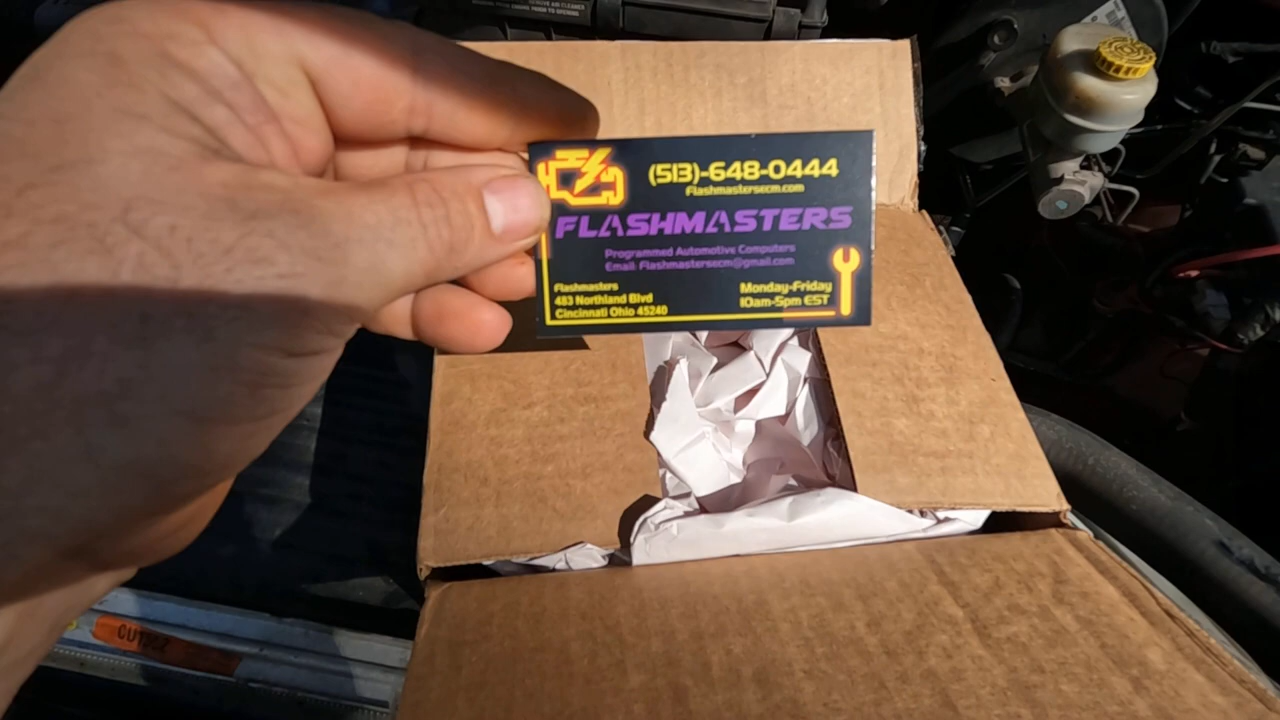 (513)-648-0444
Flashmastersecm.com
FLASHMASTERS
Programmed Automotive Computers
Email: Flashmastersecm@gmail.com
Flashmasters
483 Northland Blvd
Cincinnati Ohio 45240
Monday-Friday
10am-5pm EST